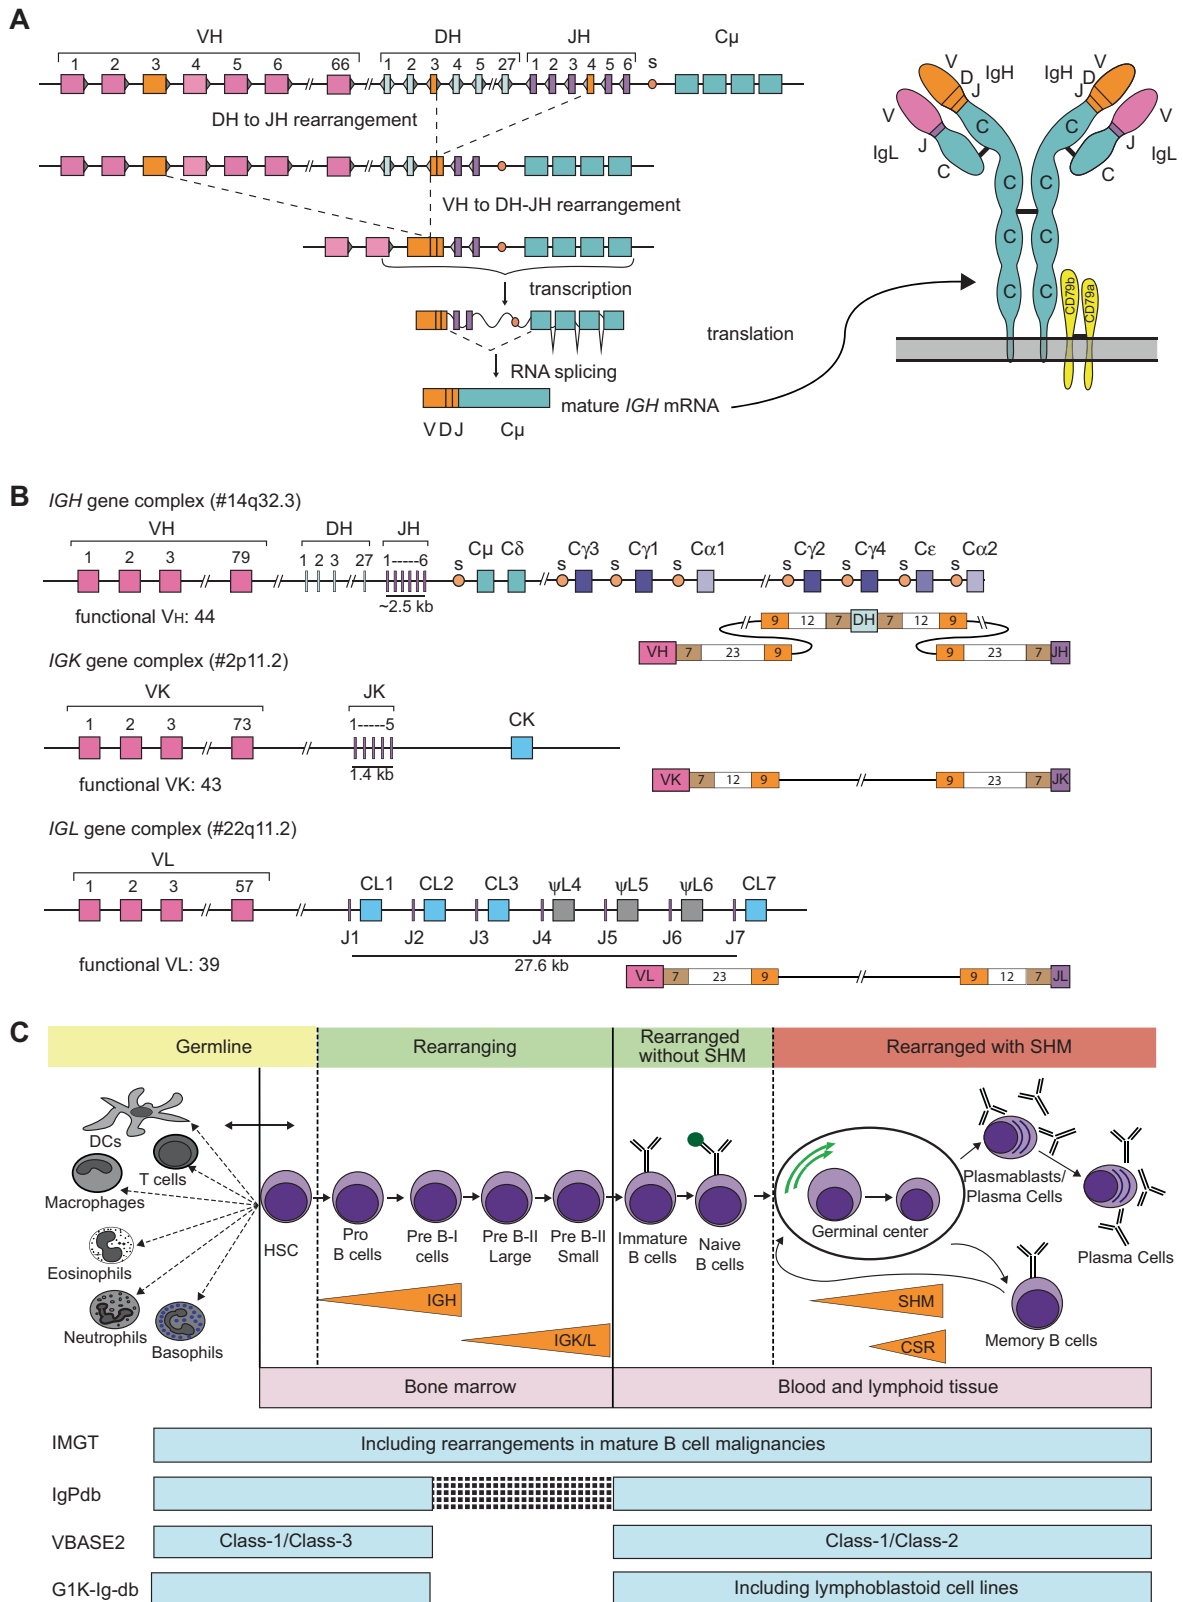 A
VH DH JH Cμ
1 2 3 4 5 6 66 1 2 3 4 5 27 1 2 3 4 5 6 s
DH to JH rearrangement
VH to DH-JH rearrangement
transcription
RNA splicing
mature IGH mRNA
V D J Cμ
translation
V D J IgH IgH V D J
V J C IgL V J C IgL
C C
C C
C C
C C
CD79b CD79a
B
IGH gene complex (#14q32.3)
VH DH JH
1 2 3 79 1 2 3 27 1-----6
s Cμ Cδ s Cγ3 s Cγ1 s Cα1 s Cγ2 s Cγ4 s Cε s Cα2
~2.5 kb
functional VH: 44
9 12 7 DH 7 12 9
VH 7 23 9 9 23 7 JH
IGK gene complex (#2p11.2)
VK JK
1 2 3 73 1-----5 CK
1.4 kb
functional VK: 43
VK 7 12 9 9 23 7 JK
IGL gene complex (#22q11.2)
VL
1 2 3 57 CL1 CL2 CL3 ψL4 ψL5 ψL6 CL7
J1 J2 J3 J4 J5 J6 J7
27.6 kb
functional VL: 39
VL 7 23 9 9 12 7 JL
C
Germline
Rearranging
Rearranged
without SHM
Rearranged with SHM
DCs
T cells
Macrophages
Eosinophils
Neutrophils
Basophils
HSC
Pro
B cells
Pre B-I
cells
Pre B-II
Large
Pre B-II
Small
Immature
B cells
Naive
B cells
Germinal center
Plasmablasts/
Plasma Cells
Plasma Cells
Memory B cells
IGH
IGK/L
SHM
CSR
Bone marrow
Blood and lymphoid tissue
IMGT
Including rearrangements in mature B cell malignancies
IgPdb
VBASE2
Class-1/Class-3
Class-1/Class-2
G1K-Ig-db
Including lymphoblastoid cell lines